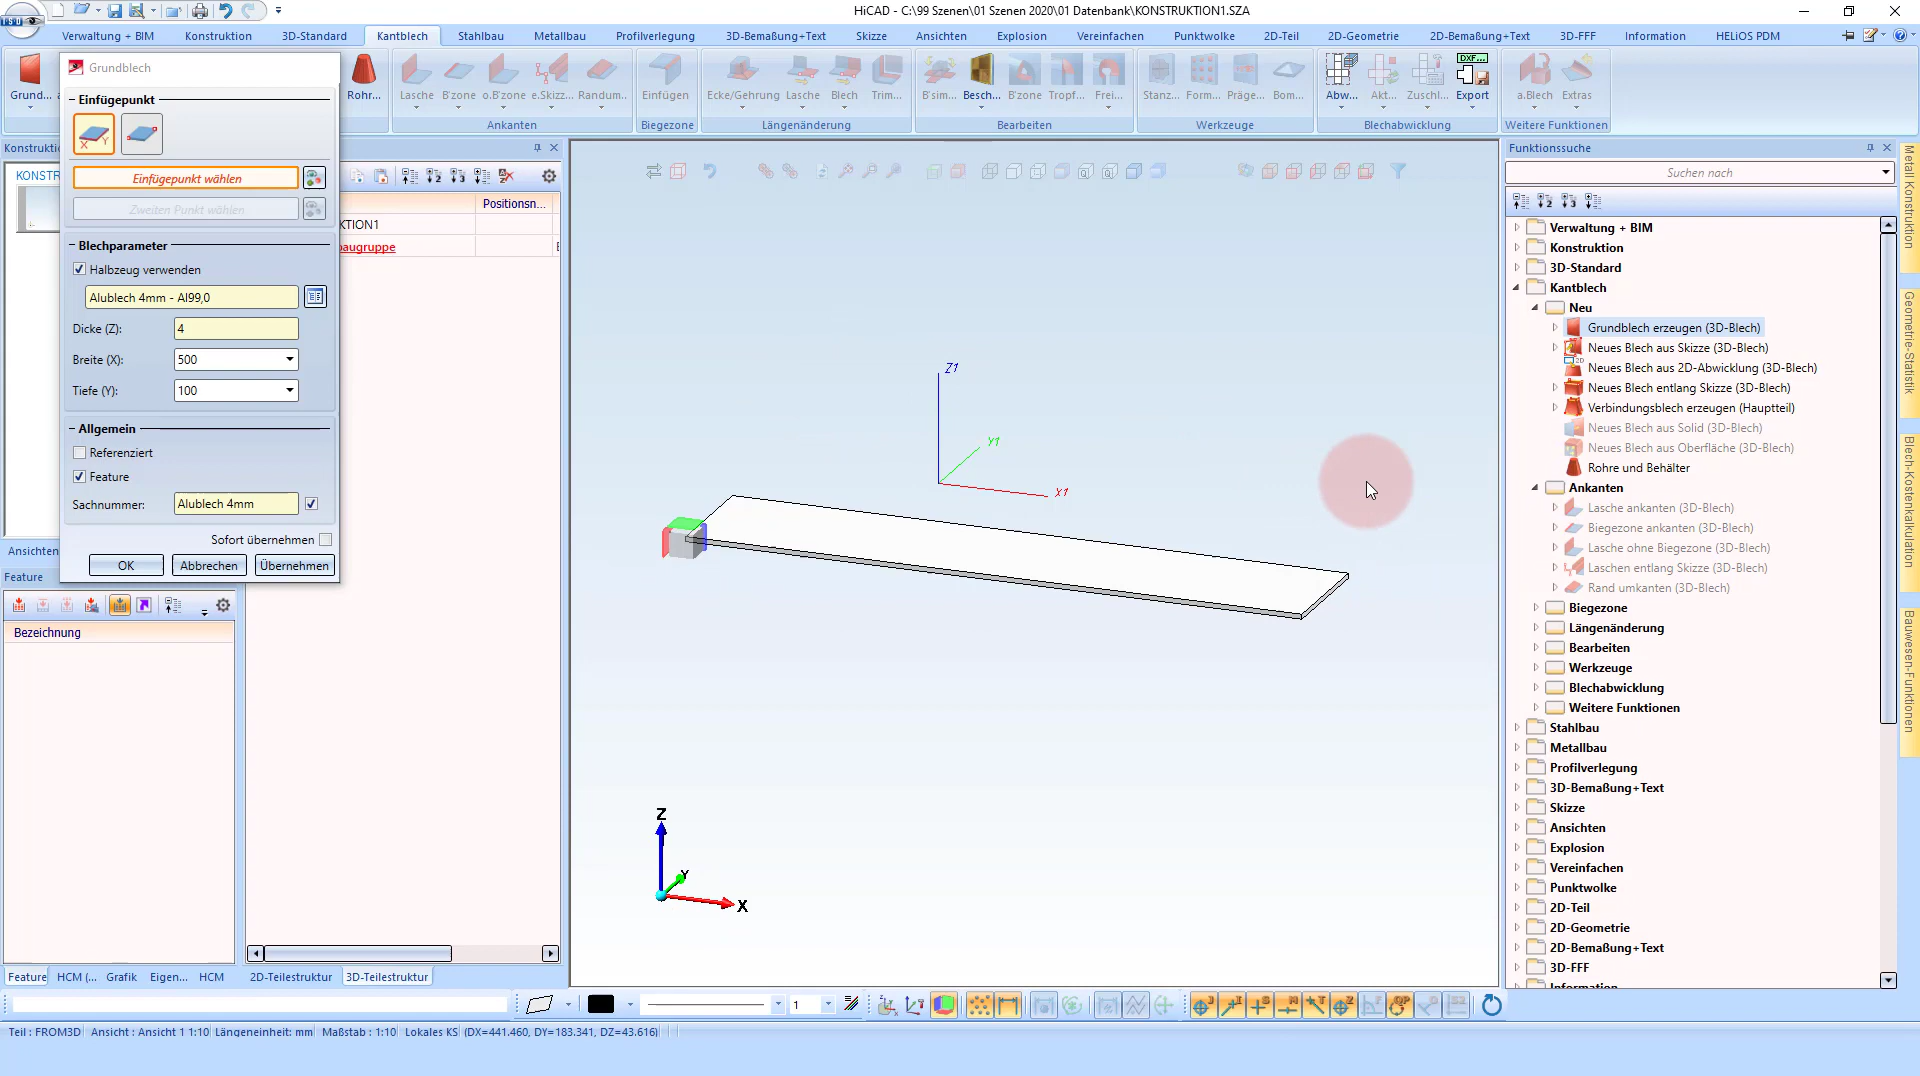 HiCAD - C:\99 Szenen\01 Szenen 2020\01 Datenbank\KONSTRUKTION1.SZA
ISD
Verwaltung + BIM
Konstruktion
3D-Standard
Kantblech
Stahlbau
Metallbau
Profilverlegung
3D-Bemaßung+Text
Skizze
Ansichten
Explosion
Vereinfachen
Punktwolke
2D-Teil
2D-Geometrie
2D-Bemaßung+Text
3D-FFF
Information
HELiOS PDM
Grund...
Rohr...
Lasche
B'zone
o.B'zone
e.Skizz...
Randum...
Einfügen
Ecke/Gehrung
Lasche
Blech
Trim...
B'sim...
Besch...
B'zone
Tropf...
Frei...
Stanz...
Form...
Präge...
Bom...
Abw...
Akt...
Zuschl...
DXF...
Export
a.Blech
Extras
Ankanten
Biegezone
Längenänderung
Bearbeiten
Werkzeuge
Blechabwicklung
Weitere Funktionen
Grundblech
Einfügepunkt
Einfügepunkt wählen
Zweiten Punkt wählen
Blechparameter
Halbzeug verwenden
Alublech 4mm - Al99,0
Dicke (Z):
4
Breite (X):
500
Tiefe (Y):
100
Allgemein
Referenziert
Feature
Sachnummer:
Alublech 4mm
Sofort übernehmen
OK
Abbrechen
Übernehmen
Konstruktio
KONSTR
Ansichten
Feature
Bezeichnung
Positionsn...
KTION1
baugruppe
Feature
HCM (...
Grafik
Eigen...
HCM
2D-Teilestruktur
3D-Teilestruktur
Z1
Y1
X1
Z
Y
X
Funktionssuche
Suchen nach
Verwaltung + BIM
Konstruktion
3D-Standard
Kantblech
Neu
Grundblech erzeugen (3D-Blech)
Neues Blech aus Skizze (3D-Blech)
Neues Blech aus 2D-Abwicklung (3D-Blech)
Neues Blech entlang Skizze (3D-Blech)
Verbindungsblech erzeugen (Hauptteil)
Neues Blech aus Solid (3D-Blech)
Neues Blech aus Oberfläche (3D-Blech)
Rohre und Behälter
Ankanten
Lasche ankanten (3D-Blech)
Biegezone ankanten (3D-Blech)
Lasche ohne Biegezone (3D-Blech)
Laschen entlang Skizze (3D-Blech)
Rand umkanten (3D-Blech)
Biegezone
Längenänderung
Bearbeiten
Werkzeuge
Blechabwicklung
Weitere Funktionen
Stahlbau
Metallbau
Profilverlegung
3D-Bemaßung+Text
Skizze
Ansichten
Explosion
Vereinfachen
Punktwolke
2D-Teil
2D-Geometrie
2D-Bemaßung+Text
3D-FFF
Information
Metall Konstruktion
Geometrie-Statistik
Blech-Kostenkalkulation
Bauwesen-Funktionen
1
Teil : FROM3D
Ansicht : Ansicht 1 1:10
Längeneinheit: mm
Maßstab : 1:10
Lokales KS
(DX=441.460, DY=183.341, DZ=43.616)